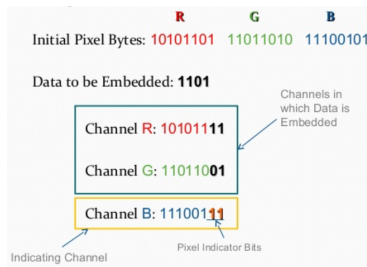 R G B
Initial Pixel Bytes: 10101101 11011010 11100101
Data to be Embedded: 1101
Channels in
which Data is
Embedded
Channel R: 10101111
Channel G: 11011001
Channel B: 11100111
Indicating Channel
Pixel Indicator Bits